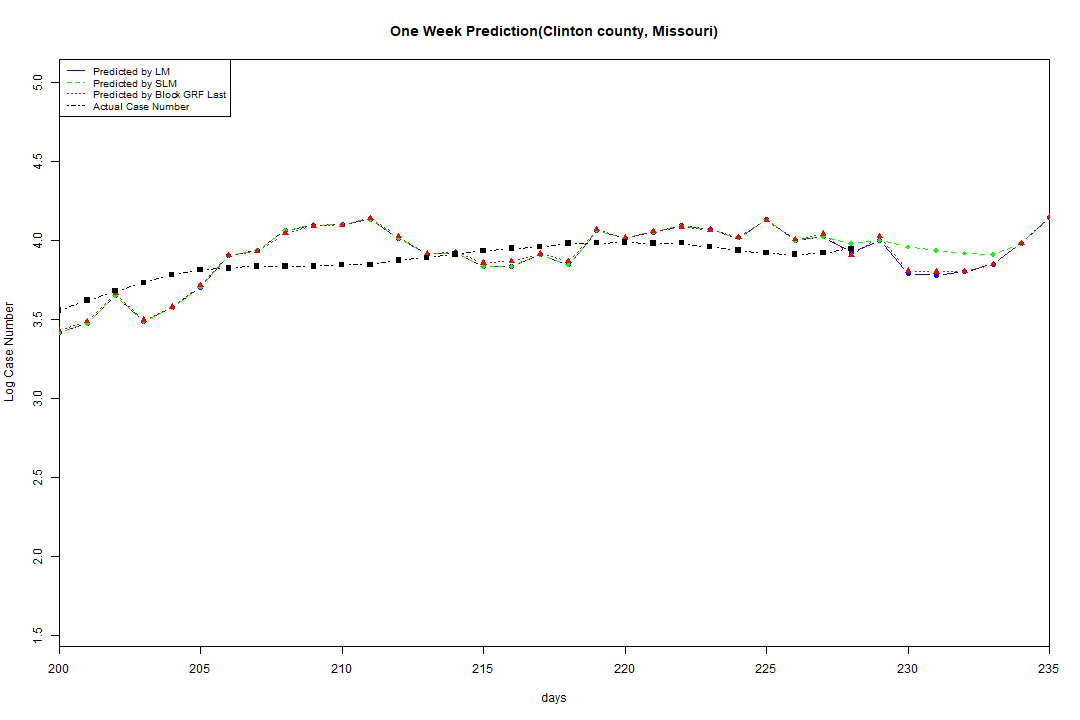 One Week Prediction(Clinton county, Missouri)
Predicted by LM
Predicted by SLM
Predicted by Block GRF Last
Actual Case Number
Log Case Number
5.0
4.5
4.0
3.5
3.0
2.5
2.0
1.5
200 205 210 215 220 225 230 235
days